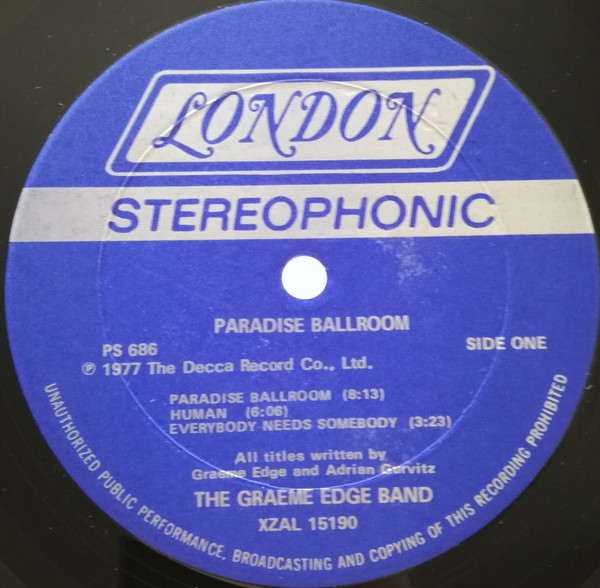 LONDON
STEREOPHONIC
PARADISE BALLROOM
PS 686
SIDE ONE
℗ 1977 The Decca Record Co., Ltd.
PARADISE BALLROOM (8:13)
HUMAN (6:06)
EVERYBODY NEEDS SOMEBODY (3:23)
All titles written by
Graeme Edge and Adrian Gurvitz
THE GRAEME EDGE BAND
XZAL 15190
UNAUTHORIZED PUBLIC PERFORMANCE, BROADCASTING AND COPYING OF THIS RECORDING PROHIBITED